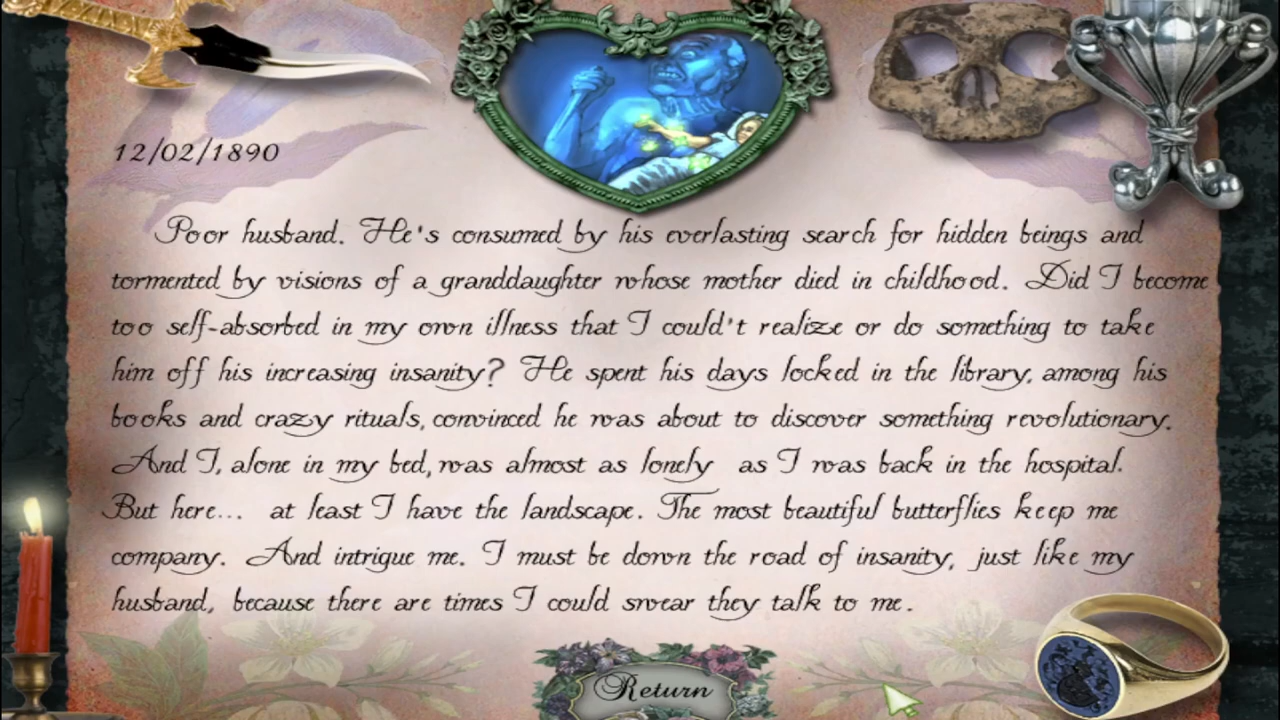 12/02/1890
Poor husband. He's consumed by his everlasting search for hidden beings and
tormented by visions of a granddaughter whose mother died in childhood. Did I become
too self-absorbed in my own illness that I could't realize or do something to take
him off his increasing insanity? He spent his days locked in the library, among his
books and crazy rituals, convinced he was about to discover something revolutionary.
And I, alone in my bed, was almost as lonely as I was back in the hospital.
But here... at least I have the landscape. The most beautiful butterflies keep me
company. And intrigue me. I must be down the road of insanity, just like my
husband, because there are times I could swear they talk to me.
Return